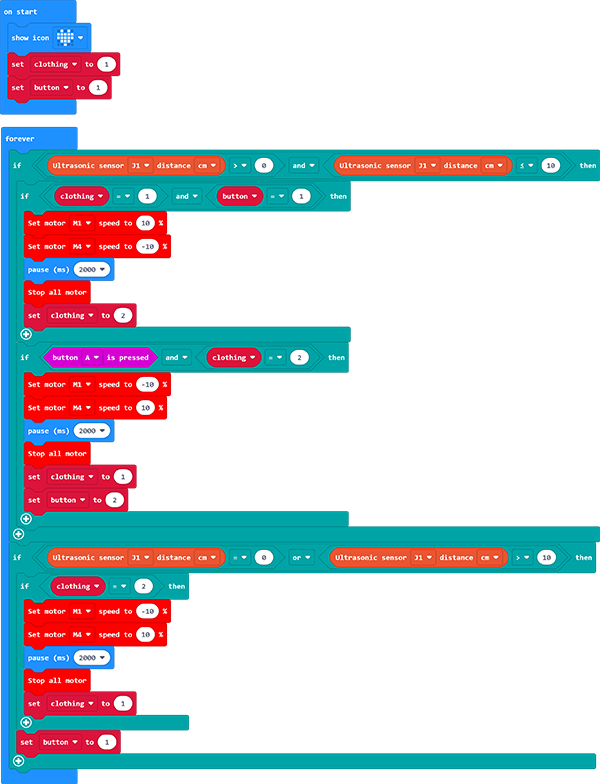 on start
show icon
set clothing to 1
set button to 1
forever
if Ultrasonic sensor J1 distance cm > 0 and Ultrasonic sensor J1 distance cm ≤ 10 then
if clothing = 1 and button = 1 then
Set motor M1 speed to 10 %
Set motor M4 speed to -10 %
pause (ms) 2000
Stop all motor
set clothing to 2
if button A is pressed and clothing = 2 then
Set motor M1 speed to -10 %
Set motor M4 speed to 10 %
pause (ms) 2000
Stop all motor
set clothing to 1
set button to 2
if Ultrasonic sensor J1 distance cm = 0 or Ultrasonic sensor J1 distance cm > 10 then
if clothing = 2 then
Set motor M1 speed to -10 %
Set motor M4 speed to 10 %
pause (ms) 2000
Stop all motor
set clothing to 1
set button to 1